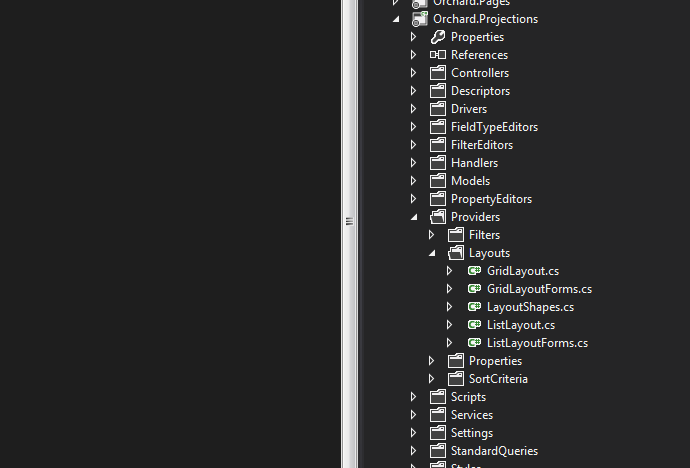 Orchard.Pages
Orchard.Projections
Properties
References
Controllers
Descriptors
Drivers
FieldTypeEditors
FilterEditors
Handlers
Models
PropertyEditors
Providers
Filters
Layouts
GridLayout.cs
GridLayoutForms.cs
LayoutShapes.cs
ListLayout.cs
ListLayoutForms.cs
Properties
SortCriteria
Scripts
Services
Settings
StandardQueries
Styles